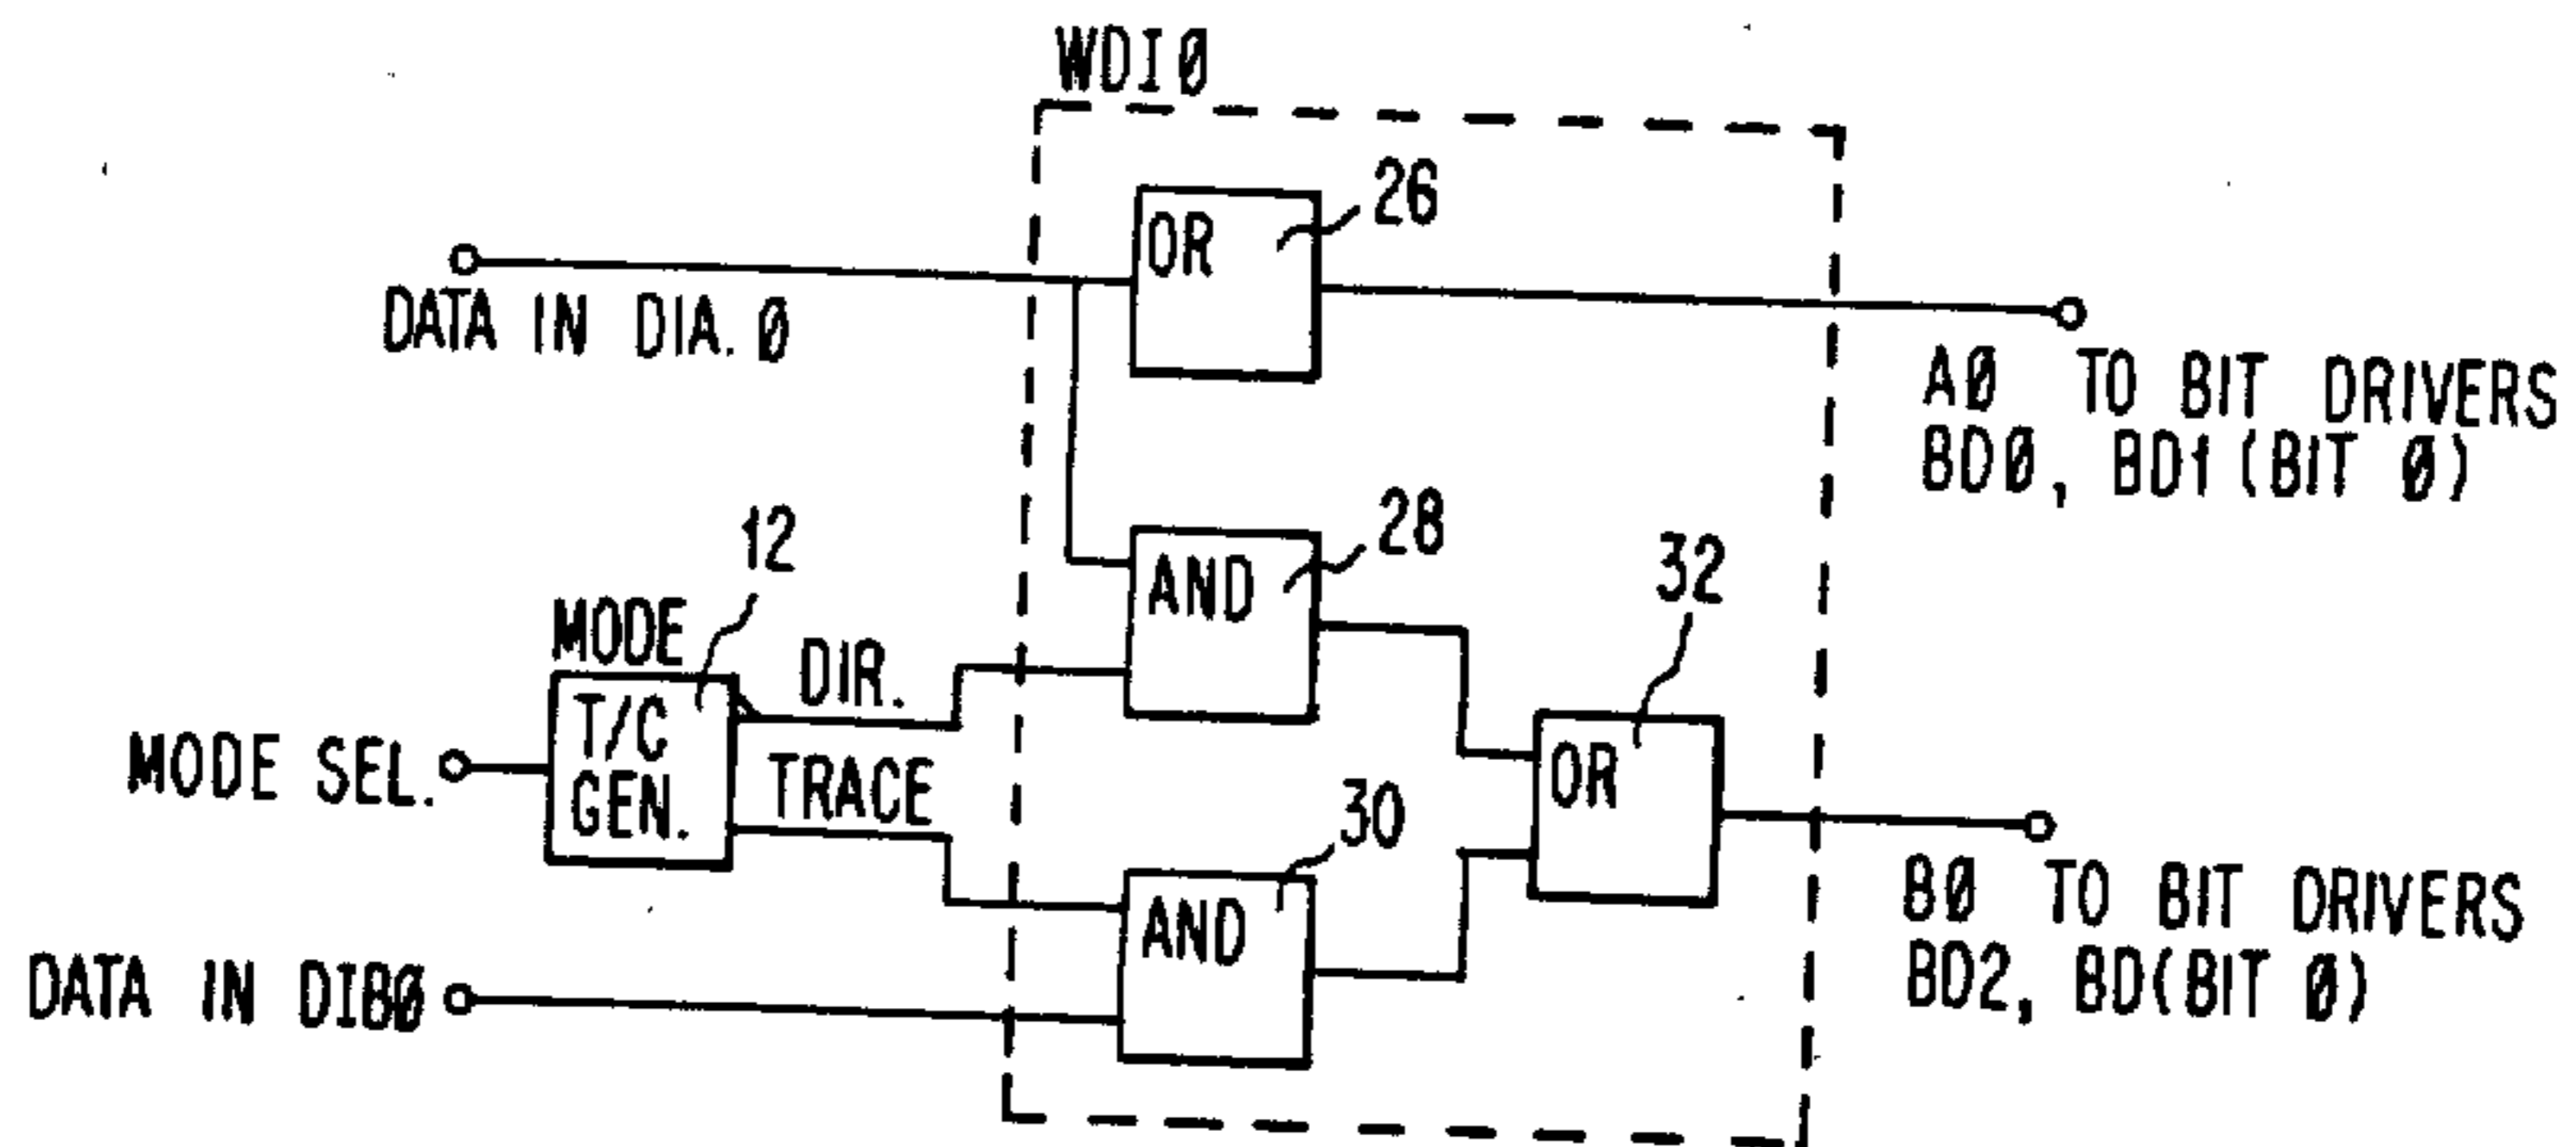 WDI0
OR
26
DATA IN DIA.0
A0 TO BIT DRIVERS
BD0, BD1(BIT 0)
12
AND
28
32
MODE
T/C
GEN.
DIR.
TRACE
MODE SEL.
OR
30
AND
DATA IN DIB0
B0 TO BIT DRIVERS
BD2, BD(BIT 0)